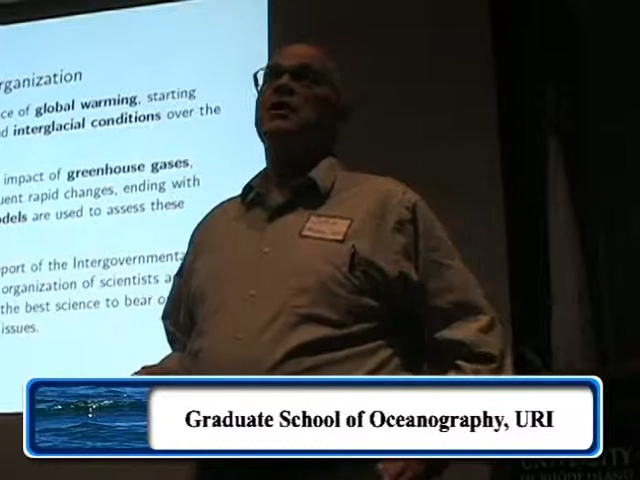 rganization
ce of global warming, starting
d interglacial conditions over the
impact of greenhouse gases,
uent rapid changes, ending with
odels are used to assess these
port of the Intergovernmenta
organization of scientists a
the best science to bear o
issues.
Graduate School of Oceanography, URI